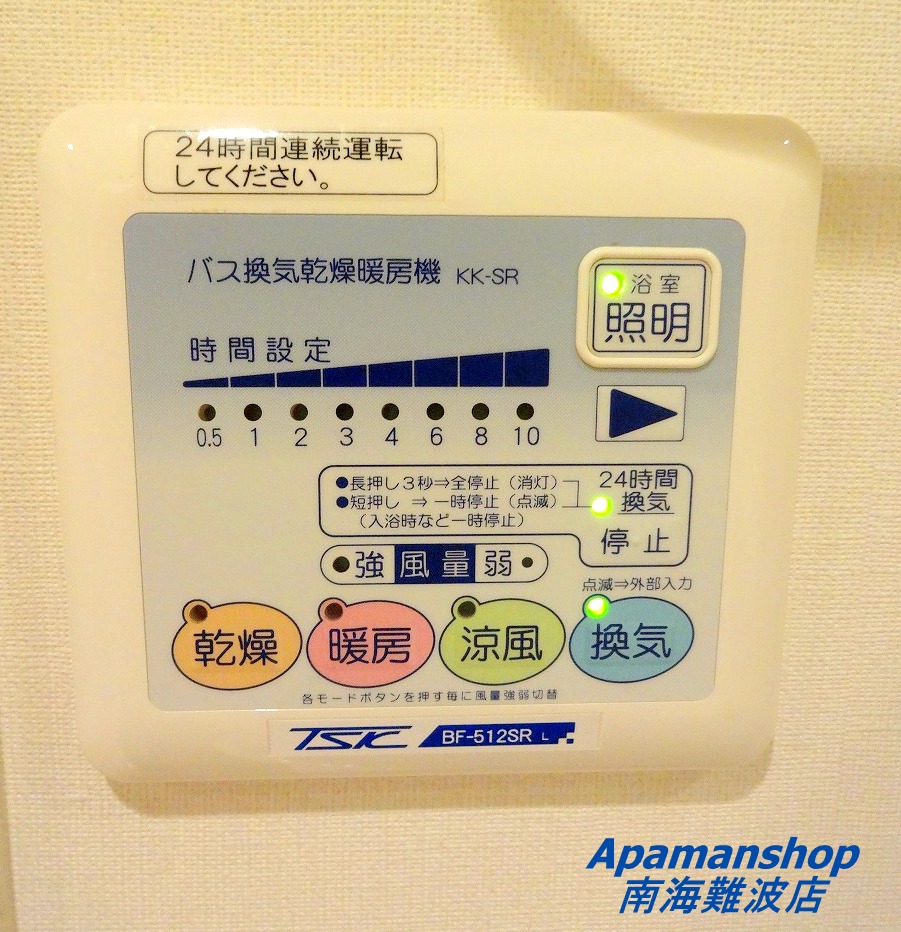 24時間連続運転
してください。
バス換気乾燥暖房機 KK-SR
浴室
照明
時間設定
0.5 1 2 3 4 6 8 10
●長押し3秒⇒全停止（消灯）
●短押し ⇒ 一時停止（点滅）
（入浴時など一時停止）
24時間
換気
停止
強 風量 弱
点滅⇒外部入力
乾燥 暖房 涼風 換気
各モードボタンを押す毎に風量強弱切替
TSK BF-512SR L
Apamanshop
南海難波店